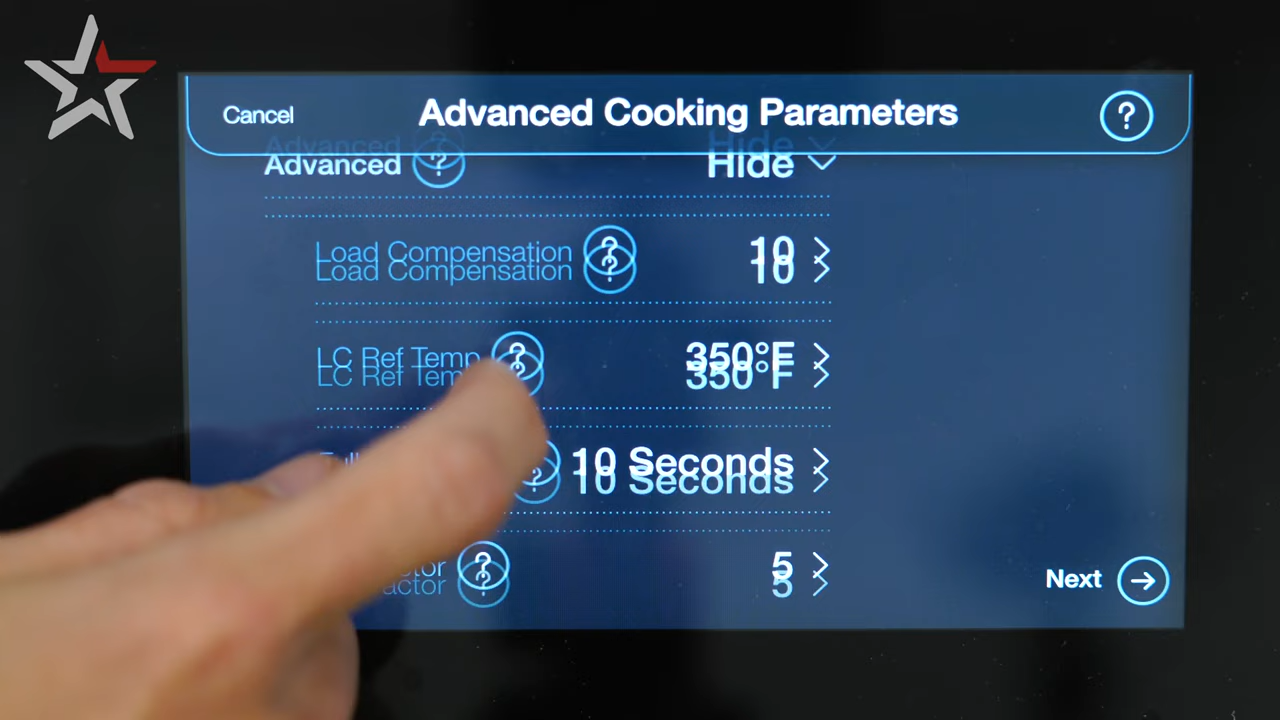 Cancel Advanced Cooking Parameters ?
Advanced ? Hide
Load Compensation ? 10
LC Ref Temp ? 350°F
? 10 Seconds
? 5
Next